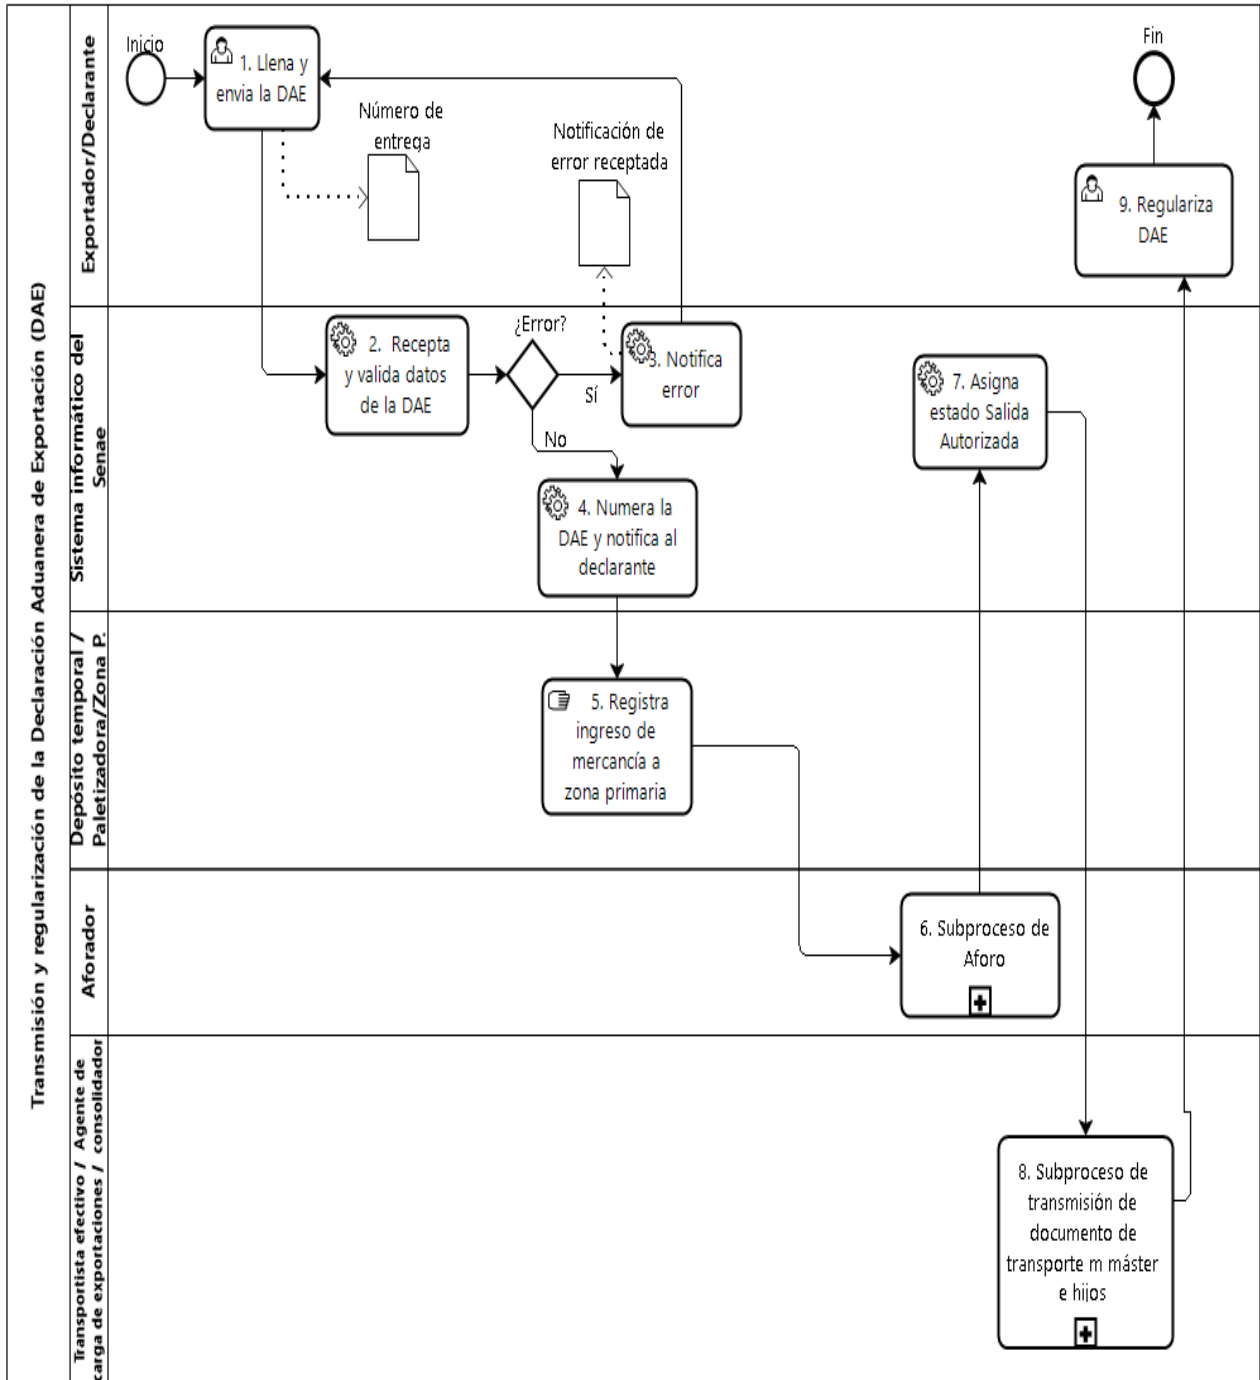 Transmisión y regularización de la Declaración Aduanera de Exportación (DAE)
Exportador/Declarante
Inicio
1. Llena y
envia la DAE
Número de
entrega
Notificación de
error receptada
Fin
9. Regulariza
DAE
Sistema informático del
Senae
2. Recepta
y valida datos
de la DAE
¿Error?
Sí
No
3. Notifica
error
4. Numera la
DAE y notifica al
declarante
7. Asigna
estado Salida
Autorizada
Depósito temporal /
Paletizadora/Zona P.
5. Registra
ingreso de
mercancía a
zona primaria
Aforador
6. Subproceso de
Aforo
Transportista efectivo / Agente de
carga de exportaciones / consolidador
8. Subproceso de
transmisión de
documento de
transporte m máster
e hijos